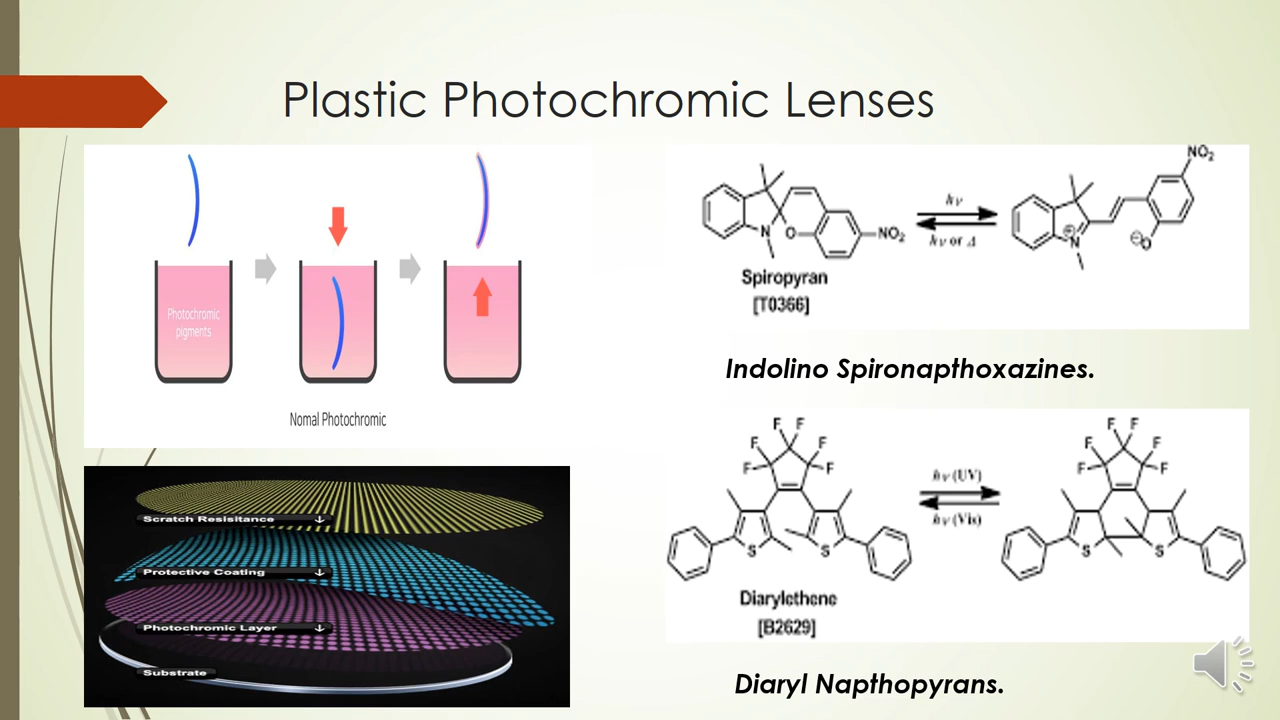 Plastic Photochromic Lenses
Photochromic
pigments
Nomal Photochromic
Scratch Resisitance
Protective Coating
Photochromic Layer
Substrate
NO₂
N
O
NO₂
hν
hν or Δ
N
⊕
⊖
O
Spiropyran
[T0366]
Indolino Spironapthoxazines.
F F
F F
F F
S S
hν (UV)
hν (Vis)
F F
F F
F F
S S
Diarylethene
[B2629]
Diaryl Napthopyrans.